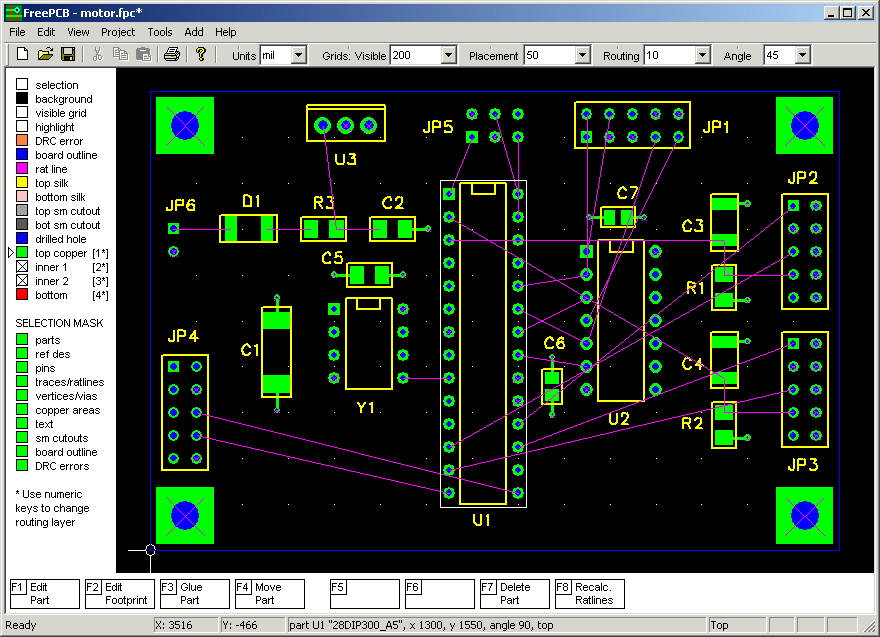 FreePCB - motor.fpc*
File Edit View Project Tools Add Help
Units mil Grids: Visible 200 Placement 50 Routing 10 Angle 45
selection
background
visible grid
highlight
DRC error
board outline
rat line
top silk
bottom silk
top sm cutout
bot sm cutout
drilled hole
top copper [1*]
inner 1 [2*]
inner 2 [3*]
bottom [4*]
SELECTION MASK
parts
ref des
pins
traces/ratlines
vertices/vias
copper areas
text
sm cutouts
board outline
DRC errors
* Use numeric
keys to change
routing layer
U3
JP5
JP1
JP6
D1
R3
C2
C7
JP2
C3
C5
R1
JP4
C1
Y1
C6
U2
C4
R2
JP3
U1
F1 Edit Part
F2 Edit Footprint
F3 Glue Part
F4 Move Part
F5
F6
F7 Delete Part
F8 Recalc. Ratlines
Ready X: 3516 Y: -466 part U1 "28DIP300_A5", x 1300, y 1550, angle 90, top Top